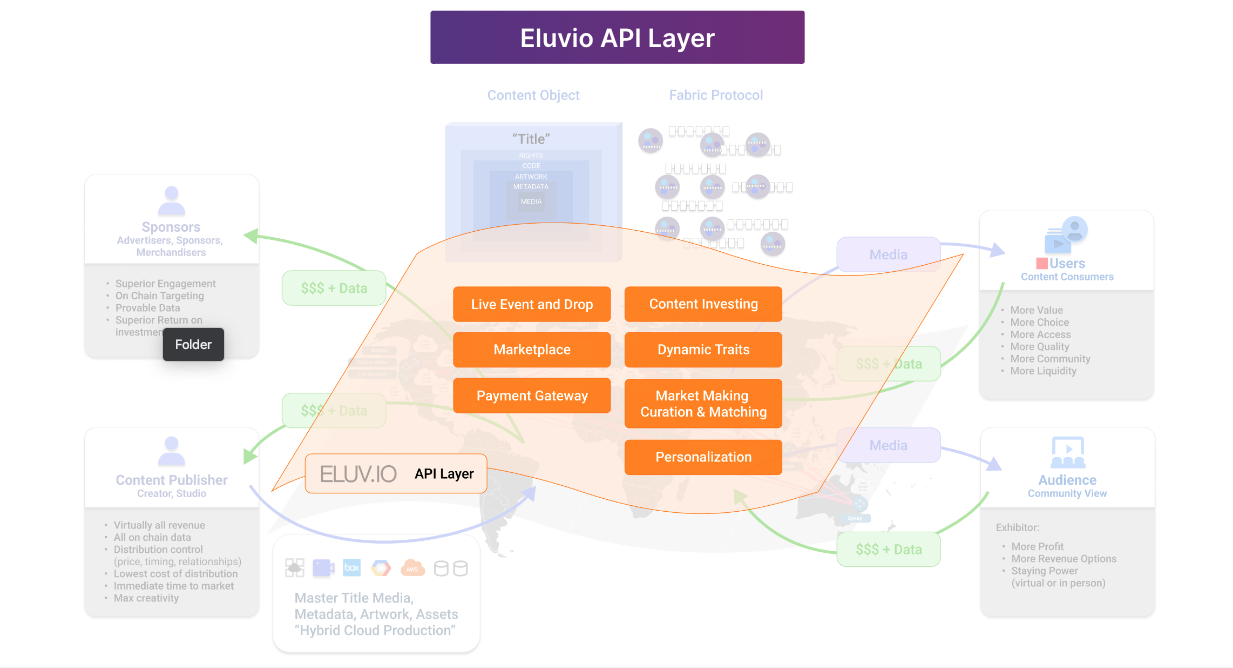 Eluvio API Layer
Content Object
Fabric Protocol
“Title”
RIGHTS
CODE
ARTWORK
METADATA
MEDIA
Sponsors
Advertisers, Sponsors,
Merchandisers
• Superior Engagement
• On Chain Targeting
• Provable Data
• Superior Return on
investment
Folder
$$$ + Data
Media
Users
Content Consumers
• More Value
• More Choice
• More Access
• More Quality
• More Community
• More Liquidity
Live Event and Drop
Marketplace
Payment Gateway
Content Investing
Dynamic Traits
Market Making
Curation & Matching
Personalization
$$$ + Data
$$$ + Data
ELUV.IO API Layer
Content Publisher
Creator, Studio
• Virtually all revenue
• All on chain data
• Distribution control
(price, timing, relationships)
• Lowest cost of distribution
• Immediate time to market
• Max creativity
Media
Audience
Community View
Exhibitor:
• More Profit
• More Revenue Options
• Staying Power
(virtual or in person)
$$$ + Data
box
AWS
Master Title Media,
Metadata, Artwork, Assets
“Hybrid Cloud Production”